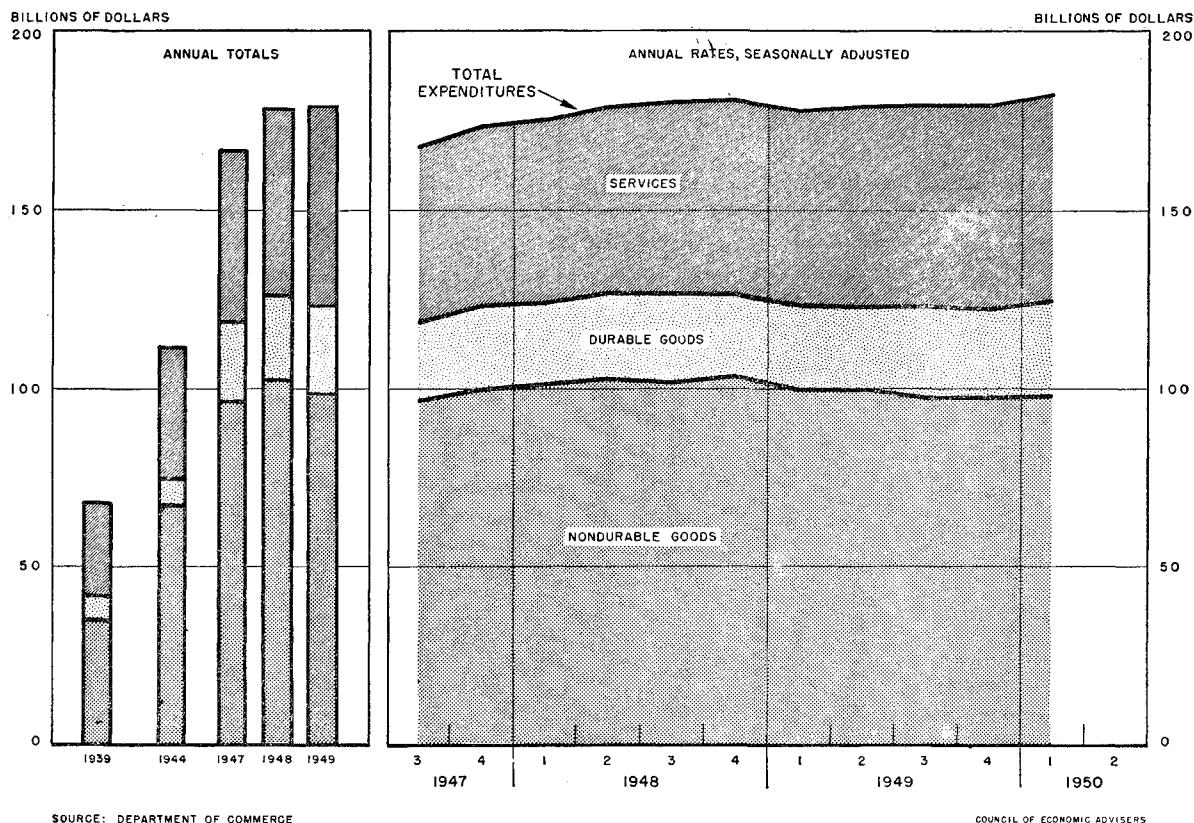 BILLIONS OF DOLLARS
BILLIONS OF DOLLARS
200
ANNUAL TOTALS
ANNUAL RATES, SEASONALLY ADJUSTED
200
TOTAL
EXPENDITURES
SERVICES
150
150
DURABLE GOODS
100
100
NONDURABLE GOODS
50
50
0
0
1939 1944 1947 1948 1949
3 4 1 2 3 4 1 2 3 4 1 2
1947 1948 1949 1950
SOURCE: DEPARTMENT OF COMMERCE
COUNCIL OF ECONOMIC ADVISERS